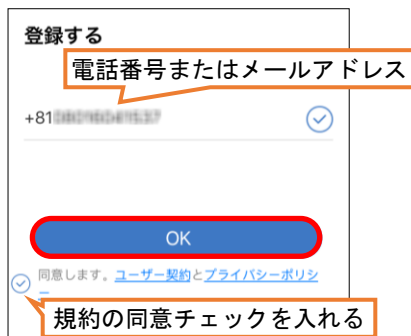 登録する
電話番号またはメールアドレス
+81
OK
同意します。ユーザー契約とプライバシーポリシ
ー
規約の同意チェックを入れる